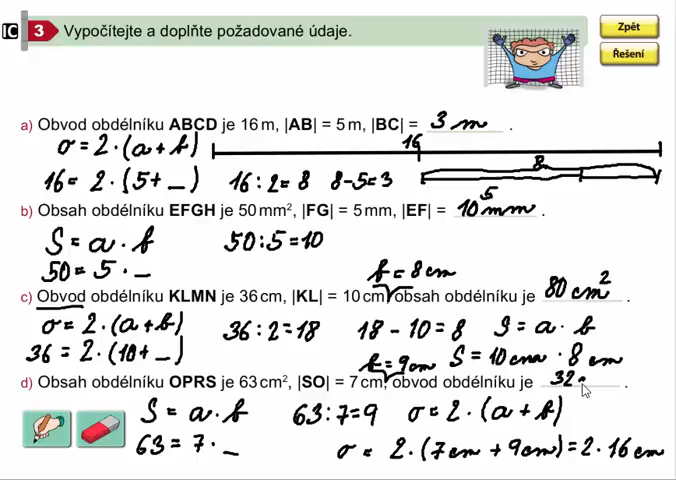 IC 3 Vypočítejte a doplňte požadované údaje.
Zpět
Řešení
a) Obvod obdélníku ABCD je 16 m, |AB| = 5 m, |BC| = 3 m .
o = 2 · (a + b)
16
16 = 2 · (5 + _) 16 : 2 = 8 8 - 5 = 3
8
5
b) Obsah obdélníku EFGH je 50 mm², |FG| = 5 mm, |EF| = 10 mm .
S = a · b 50 : 5 = 10
50 = 5 · _
b = 8 cm
c) Obvod obdélníku KLMN je 36 cm, |KL| = 10 cm, obsah obdélníku je 80 cm² .
o = 2 · (a + b) 36 : 2 = 18 18 - 10 = 8 S = a · b
36 = 2 · (10 + _) b = 9 cm S = 10 cm · 8 cm
d) Obsah obdélníku OPRS je 63 cm², |SO| = 7 cm, obvod obdélníku je 32 .
S = a · b 63 : 7 = 9 o = 2 · (a + b)
63 = 7 · _ o = 2 · (7 cm + 9 cm) = 2 · 16 cm